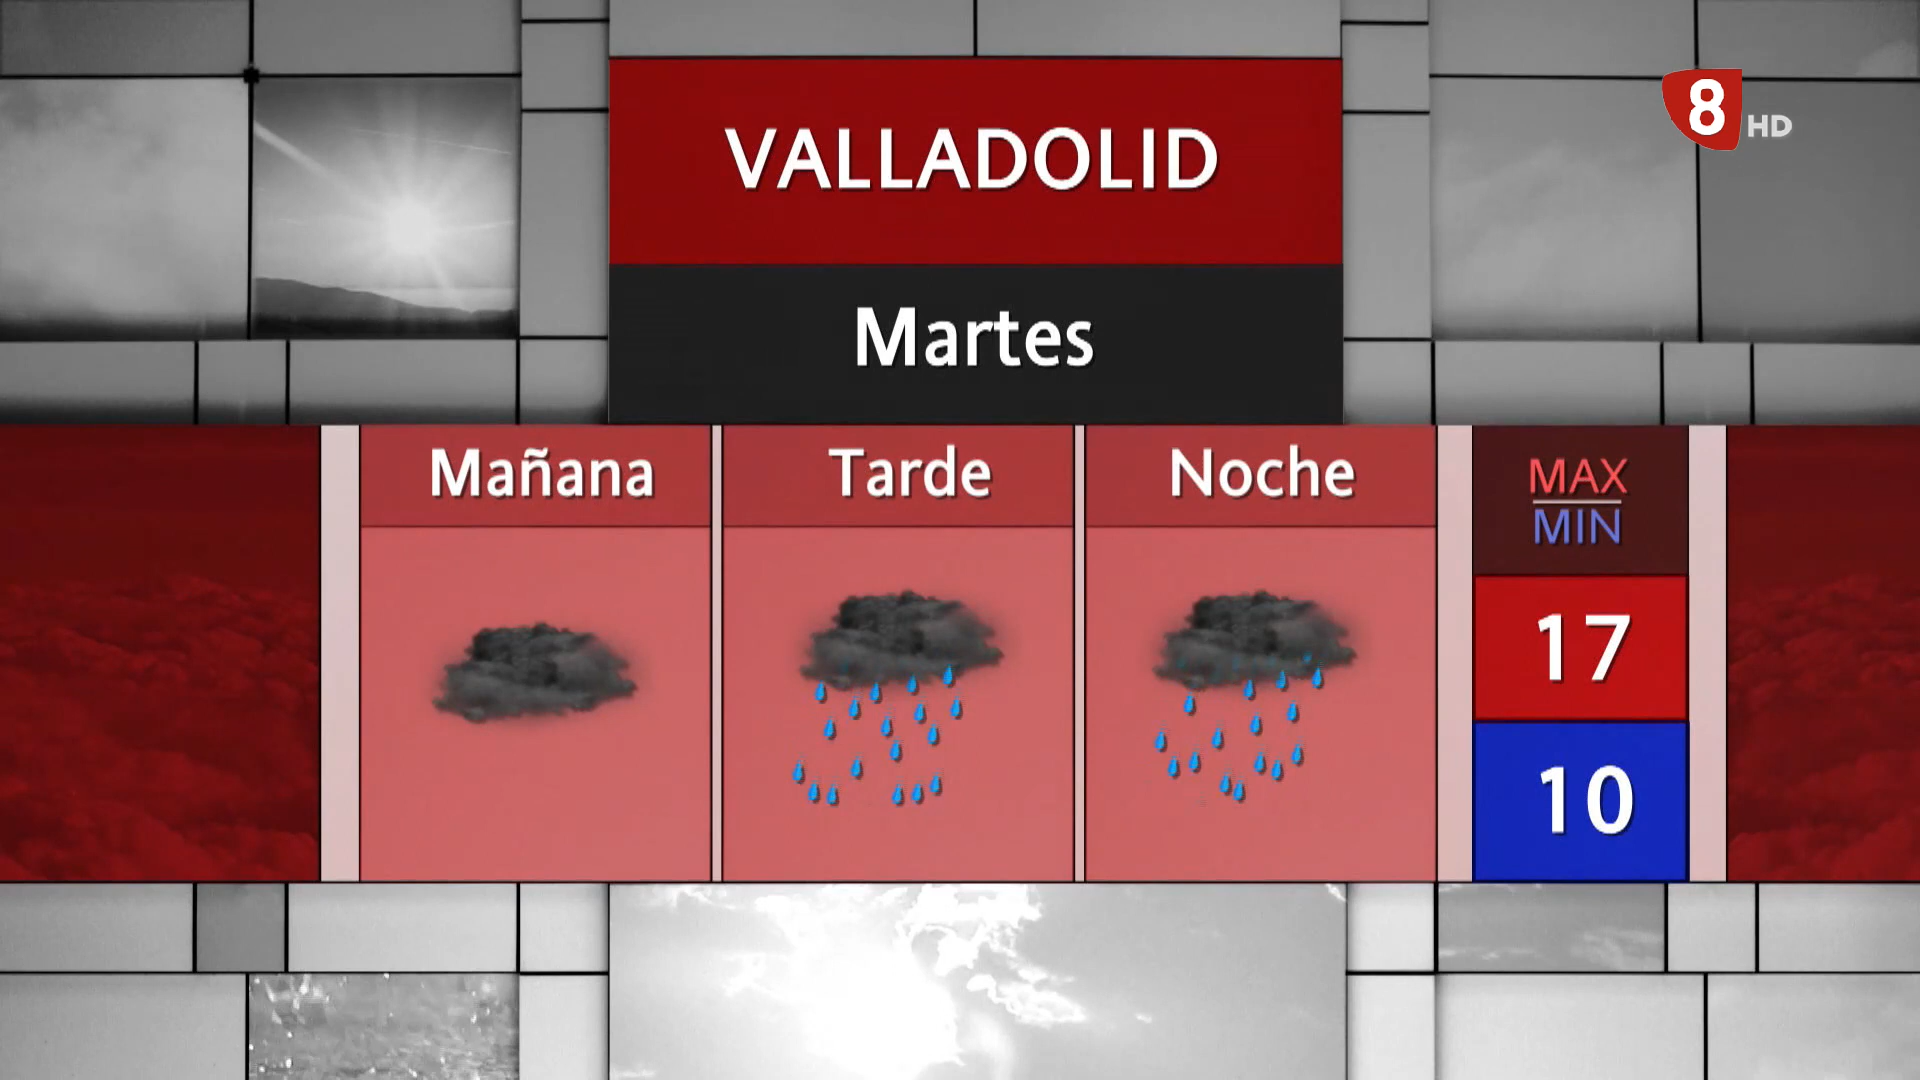 VALLADOLID
8 HD
Martes
Mañana
Tarde
Noche
MAX
MIN
17
10